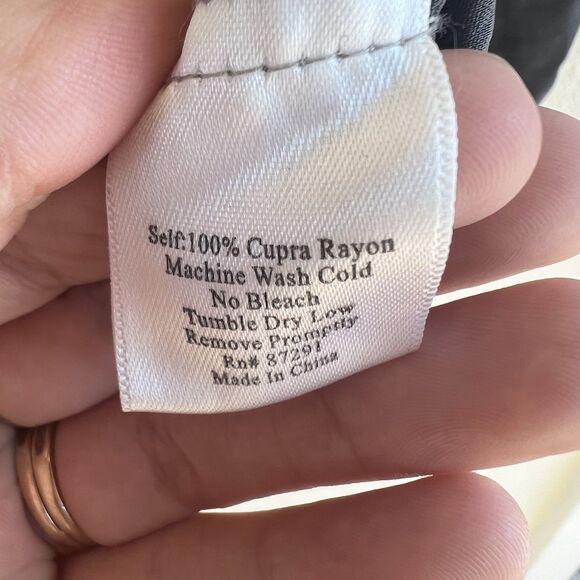 Self:100% Cupra Rayon
Machine Wash Cold
No Bleach
Tumble Dry Low
Remove Promptly
Rn# 87291
Made In China